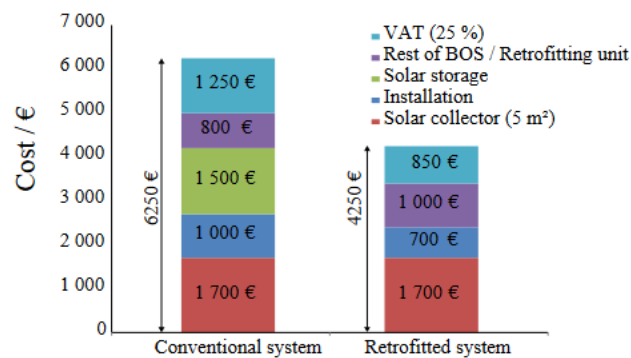 7 000
6 000
5 000
4 000
3 000
2 000
1 000
0
Cost / €
VAT (25 %)
Rest of BOS / Retrofitting unit
Solar storage
Installation
Solar collector (5 m²)
6250 €
1 250 €
800 €
1 500 €
1 000 €
1 700 €
4250 €
850 €
1 000 €
700 €
1 700 €
Conventional system
Retrofitted system